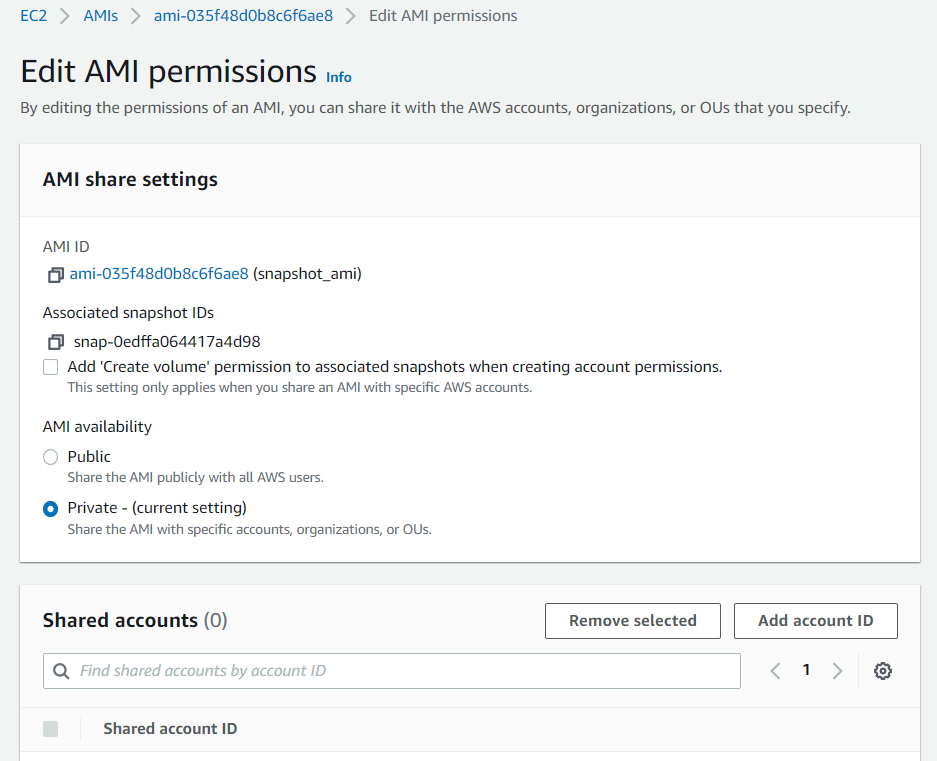 EC2 > AMIs > ami-035f48d0b8c6f6ae8 > Edit AMI permissions
Edit AMI permissions Info
By editing the permissions of an AMI, you can share it with the AWS accounts, organizations, or OUs that you specify.
AMI share settings
AMI ID
ami-035f48d0b8c6f6ae8 (snapshot_ami)
Associated snapshot IDs
snap-0edffa064417a4d98
Add 'Create volume' permission to associated snapshots when creating account permissions.
This setting only applies when you share an AMI with specific AWS accounts.
AMI availability
Public
Share the AMI publicly with all AWS users.
Private - (current setting)
Share the AMI with specific accounts, organizations, or OUs.
Shared accounts (0) Remove selected Add account ID
Find shared accounts by account ID < 1 >
Shared account ID